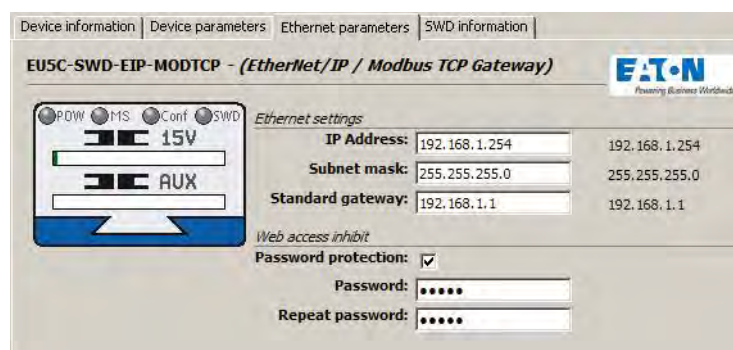 Device information | Device parameters | Ethernet parameters | SWD information
EU5C-SWD-EIP-MODTCP - (EtherNet/IP / Modbus TCP Gateway)
EATON
Powering Business Worldwide
POW MS Conf SWD
15V
AUX
Ethernet settings
IP Address: 192.168.1.254 192.168.1.254
Subnet mask: 255.255.255.0 255.255.255.0
Standard gateway: 192.168.1.1 192.168.1.1
Web access inhibit
Password protection:
Password: •••••
Repeat password: •••••